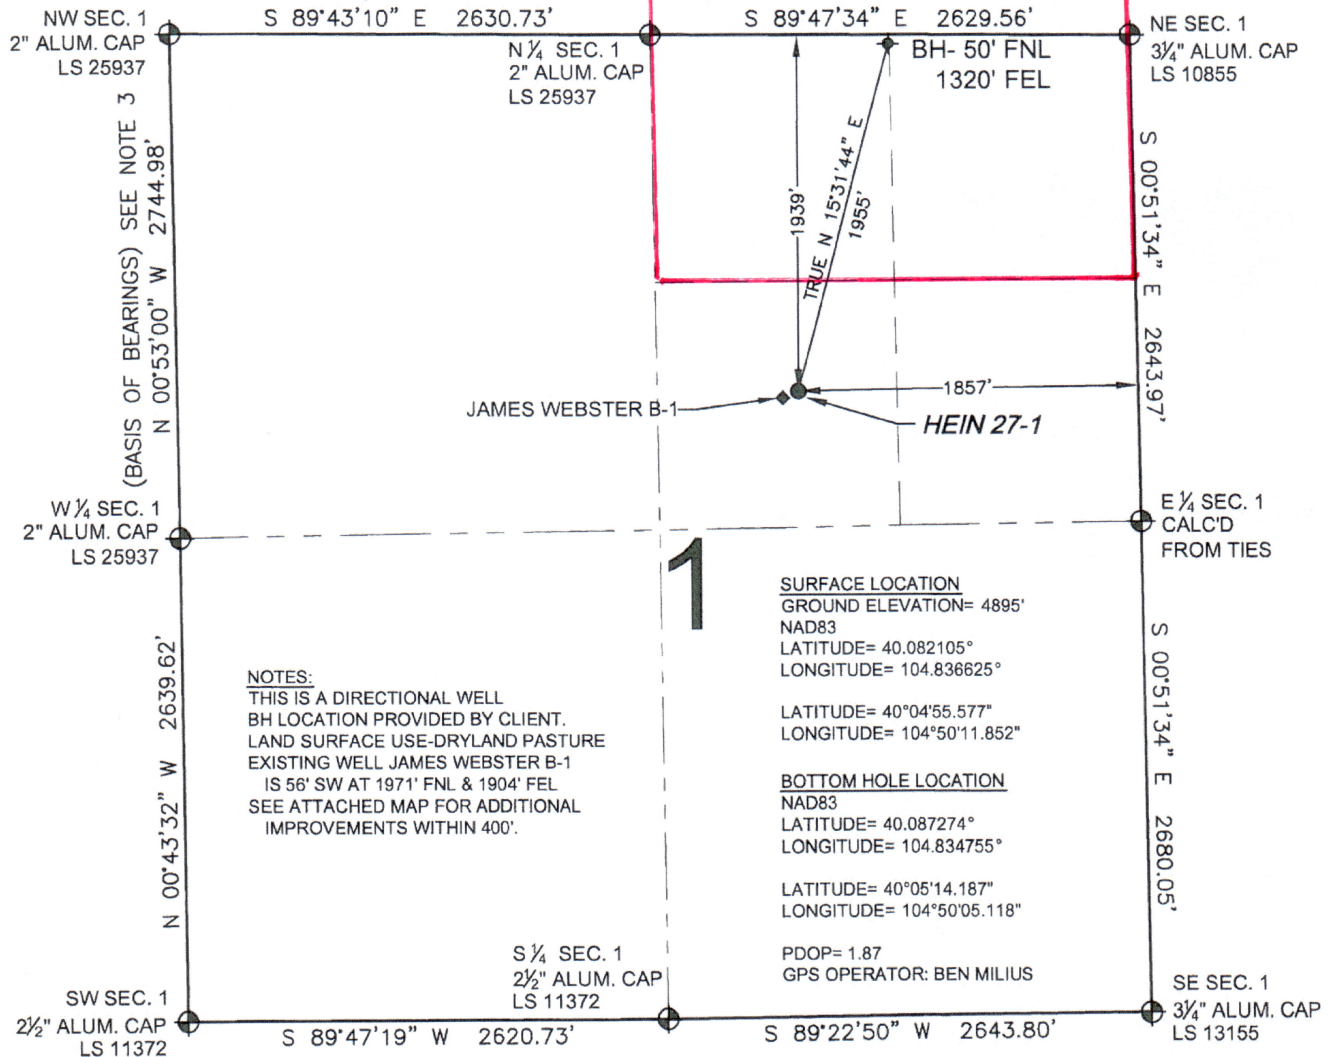 NW SEC. 1
2" ALUM. CAP
LS 25937
S 89°43'10" E 2630.73'
N ¼ SEC. 1
2" ALUM. CAP
LS 25937
S 89°47'34" E 2629.56'
BH- 50' FNL
1320' FEL
NE SEC. 1
3¼" ALUM. CAP
LS 10855
(BASIS OF BEARINGS) SEE NOTE 3
N 00°53'00" W 2744.98'
1939'
TRUE N 15°31'44" E
1955'
S 00°51'34" E 2643.97'
1857'
JAMES WEBSTER B-1
HEIN 27-1
W ¼ SEC. 1
2" ALUM. CAP
LS 25937
E ¼ SEC. 1
CALC'D
FROM TIES
1
N 00°43'32" W 2639.62'
NOTES:
THIS IS A DIRECTIONAL WELL
BH LOCATION PROVIDED BY CLIENT.
LAND SURFACE USE-DRYLAND PASTURE
EXISTING WELL JAMES WEBSTER B-1
IS 56' SW AT 1971' FNL & 1904' FEL
SEE ATTACHED MAP FOR ADDITIONAL
IMPROVEMENTS WITHIN 400'.
SURFACE LOCATION
GROUND ELEVATION= 4895'
NAD83
LATITUDE= 40.082105°
LONGITUDE= 104.836625°
LATITUDE= 40°04'55.577"
LONGITUDE= 104°50'11.852"
BOTTOM HOLE LOCATION
NAD83
LATITUDE= 40.087274°
LONGITUDE= 104.834755°
LATITUDE= 40°05'14.187"
LONGITUDE= 104°50'05.118"
PDOP= 1.87
GPS OPERATOR: BEN MILIUS
S 00°51'34" E 2680.05'
SW SEC. 1
2½" ALUM. CAP
LS 11372
S 89°47'19" W 2620.73'
S ¼ SEC. 1
2½" ALUM. CAP
LS 11372
S 89°22'50" W 2643.80'
SE SEC. 1
3¼" ALUM. CAP
LS 13155